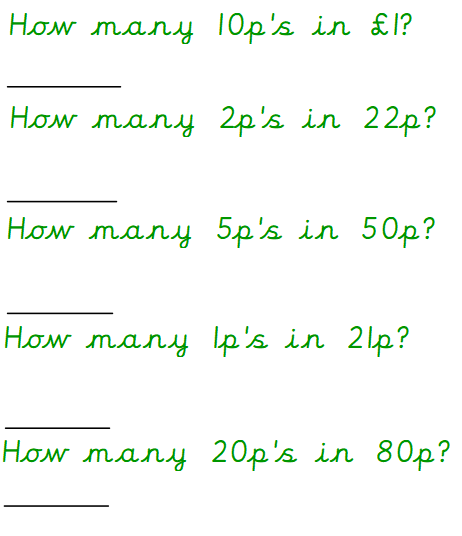 How many 10p's in £1?
How many 2p's in 22p?
How many 5p's in 50p?
How many 1p's in 21p?
How many 20p's in 80p?